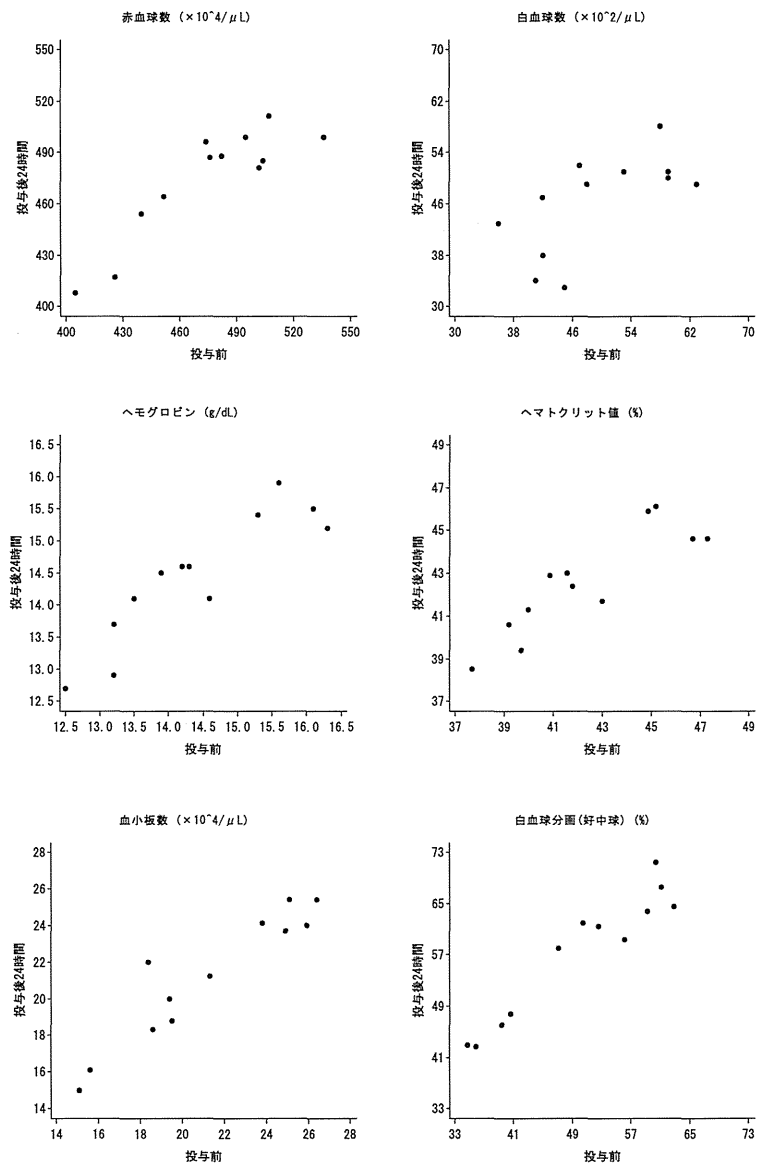 赤血球数 (×10^4/μL)
550
520
490
460
430
400
投与後24時間
400 430 460 490 520 550
投与前
白血球数 (×10^2/μL)
70
62
54
46
38
30
投与後24時間
30 38 46 54 62 70
投与前
ヘモグロビン (g/dL)
16.5
16.0
15.5
15.0
14.5
14.0
13.5
13.0
12.5
投与後24時間
12.5 13.0 13.5 14.0 14.5 15.0 15.5 16.0 16.5
投与前
ヘマトクリット値 (%)
49
47
45
43
41
39
37
投与後24時間
37 39 41 43 45 47 49
投与前
血小板数 (×10^4/μL)
28
26
24
22
20
18
16
14
投与後24時間
14 16 18 20 22 24 26 28
投与前
白血球分画(好中球) (%)
73
65
57
49
41
33
投与後24時間
33 41 49 57 65 73
投与前